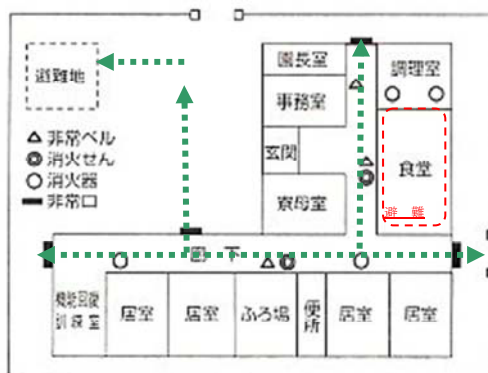 園長室
調理室
避難地
事務室
△ 非常ベル
◎ 消火せん
○ 消火器
━ 非常口
玄関
食堂
寮母室
避 難
廊 下
機能回復
訓練室
居室
居室
ふろ場
便所
居室
居室